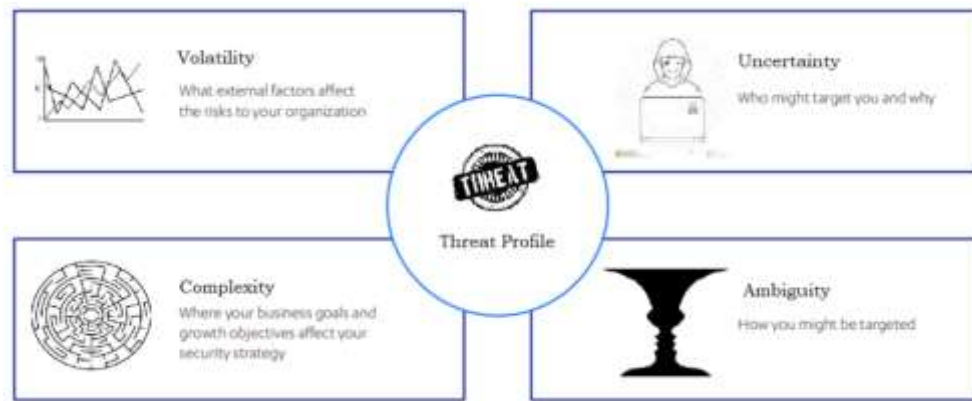 Volatility
What external factors affect
the risks to your organization
Uncertainty
Who might target you and why
THREAT
Threat Profile
Complexity
Where your business goals and
growth objectives affect your
security strategy
Ambiguity
How you might be targeted